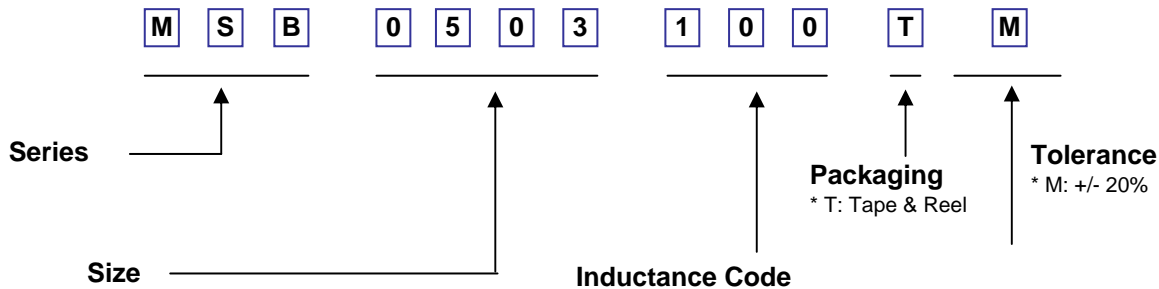 M S B 0 5 0 3 1 0 0 T M
Series
Packaging
* T: Tape & Reel
Tolerance
* M: +/- 20%
Size
Inductance Code